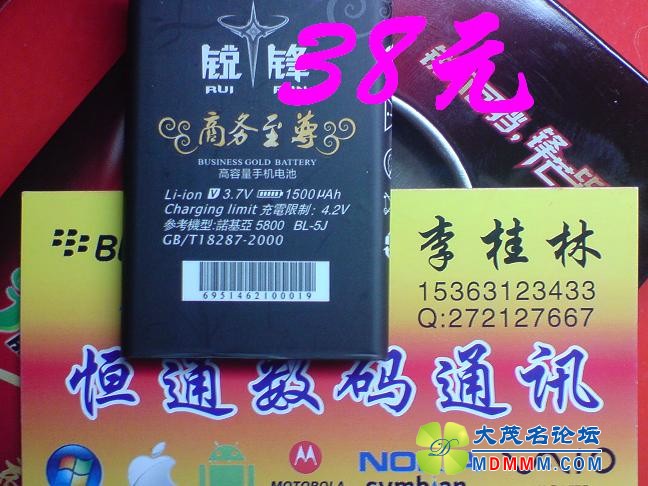 锐锋
RUI
38元
商务至尊
BUSINESS GOLD BATTERY
高容量手机电池
Li-ion V 3.7V 1500μAh
Charging limit 充電限制: 4.2V
參考機型: 諾基亞 5800 BL-5J
GB/T18287-2000
6951462100019
李桂林
15363123433
Q:272127667
恒通数码通讯
MOTOROLA
symbian
大茂名论坛
MDMMM.COM